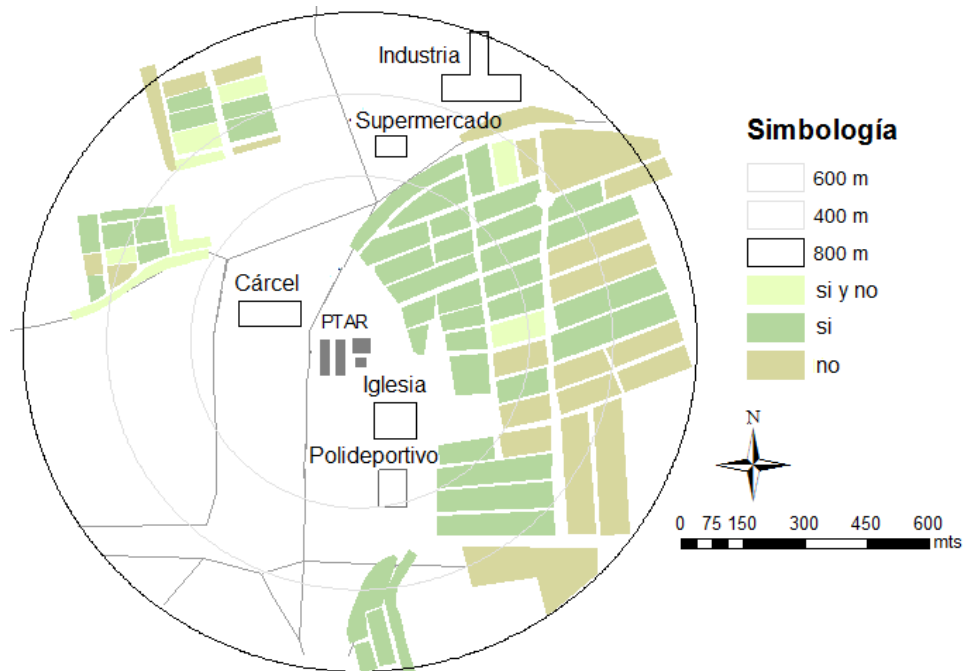 Industria
Supermercado
Cárcel
PTAR
Iglesia
Polideportivo
Simbología
600 m
400 m
800 m
si y no
si
no
N
0 75 150 300 450 600
mts